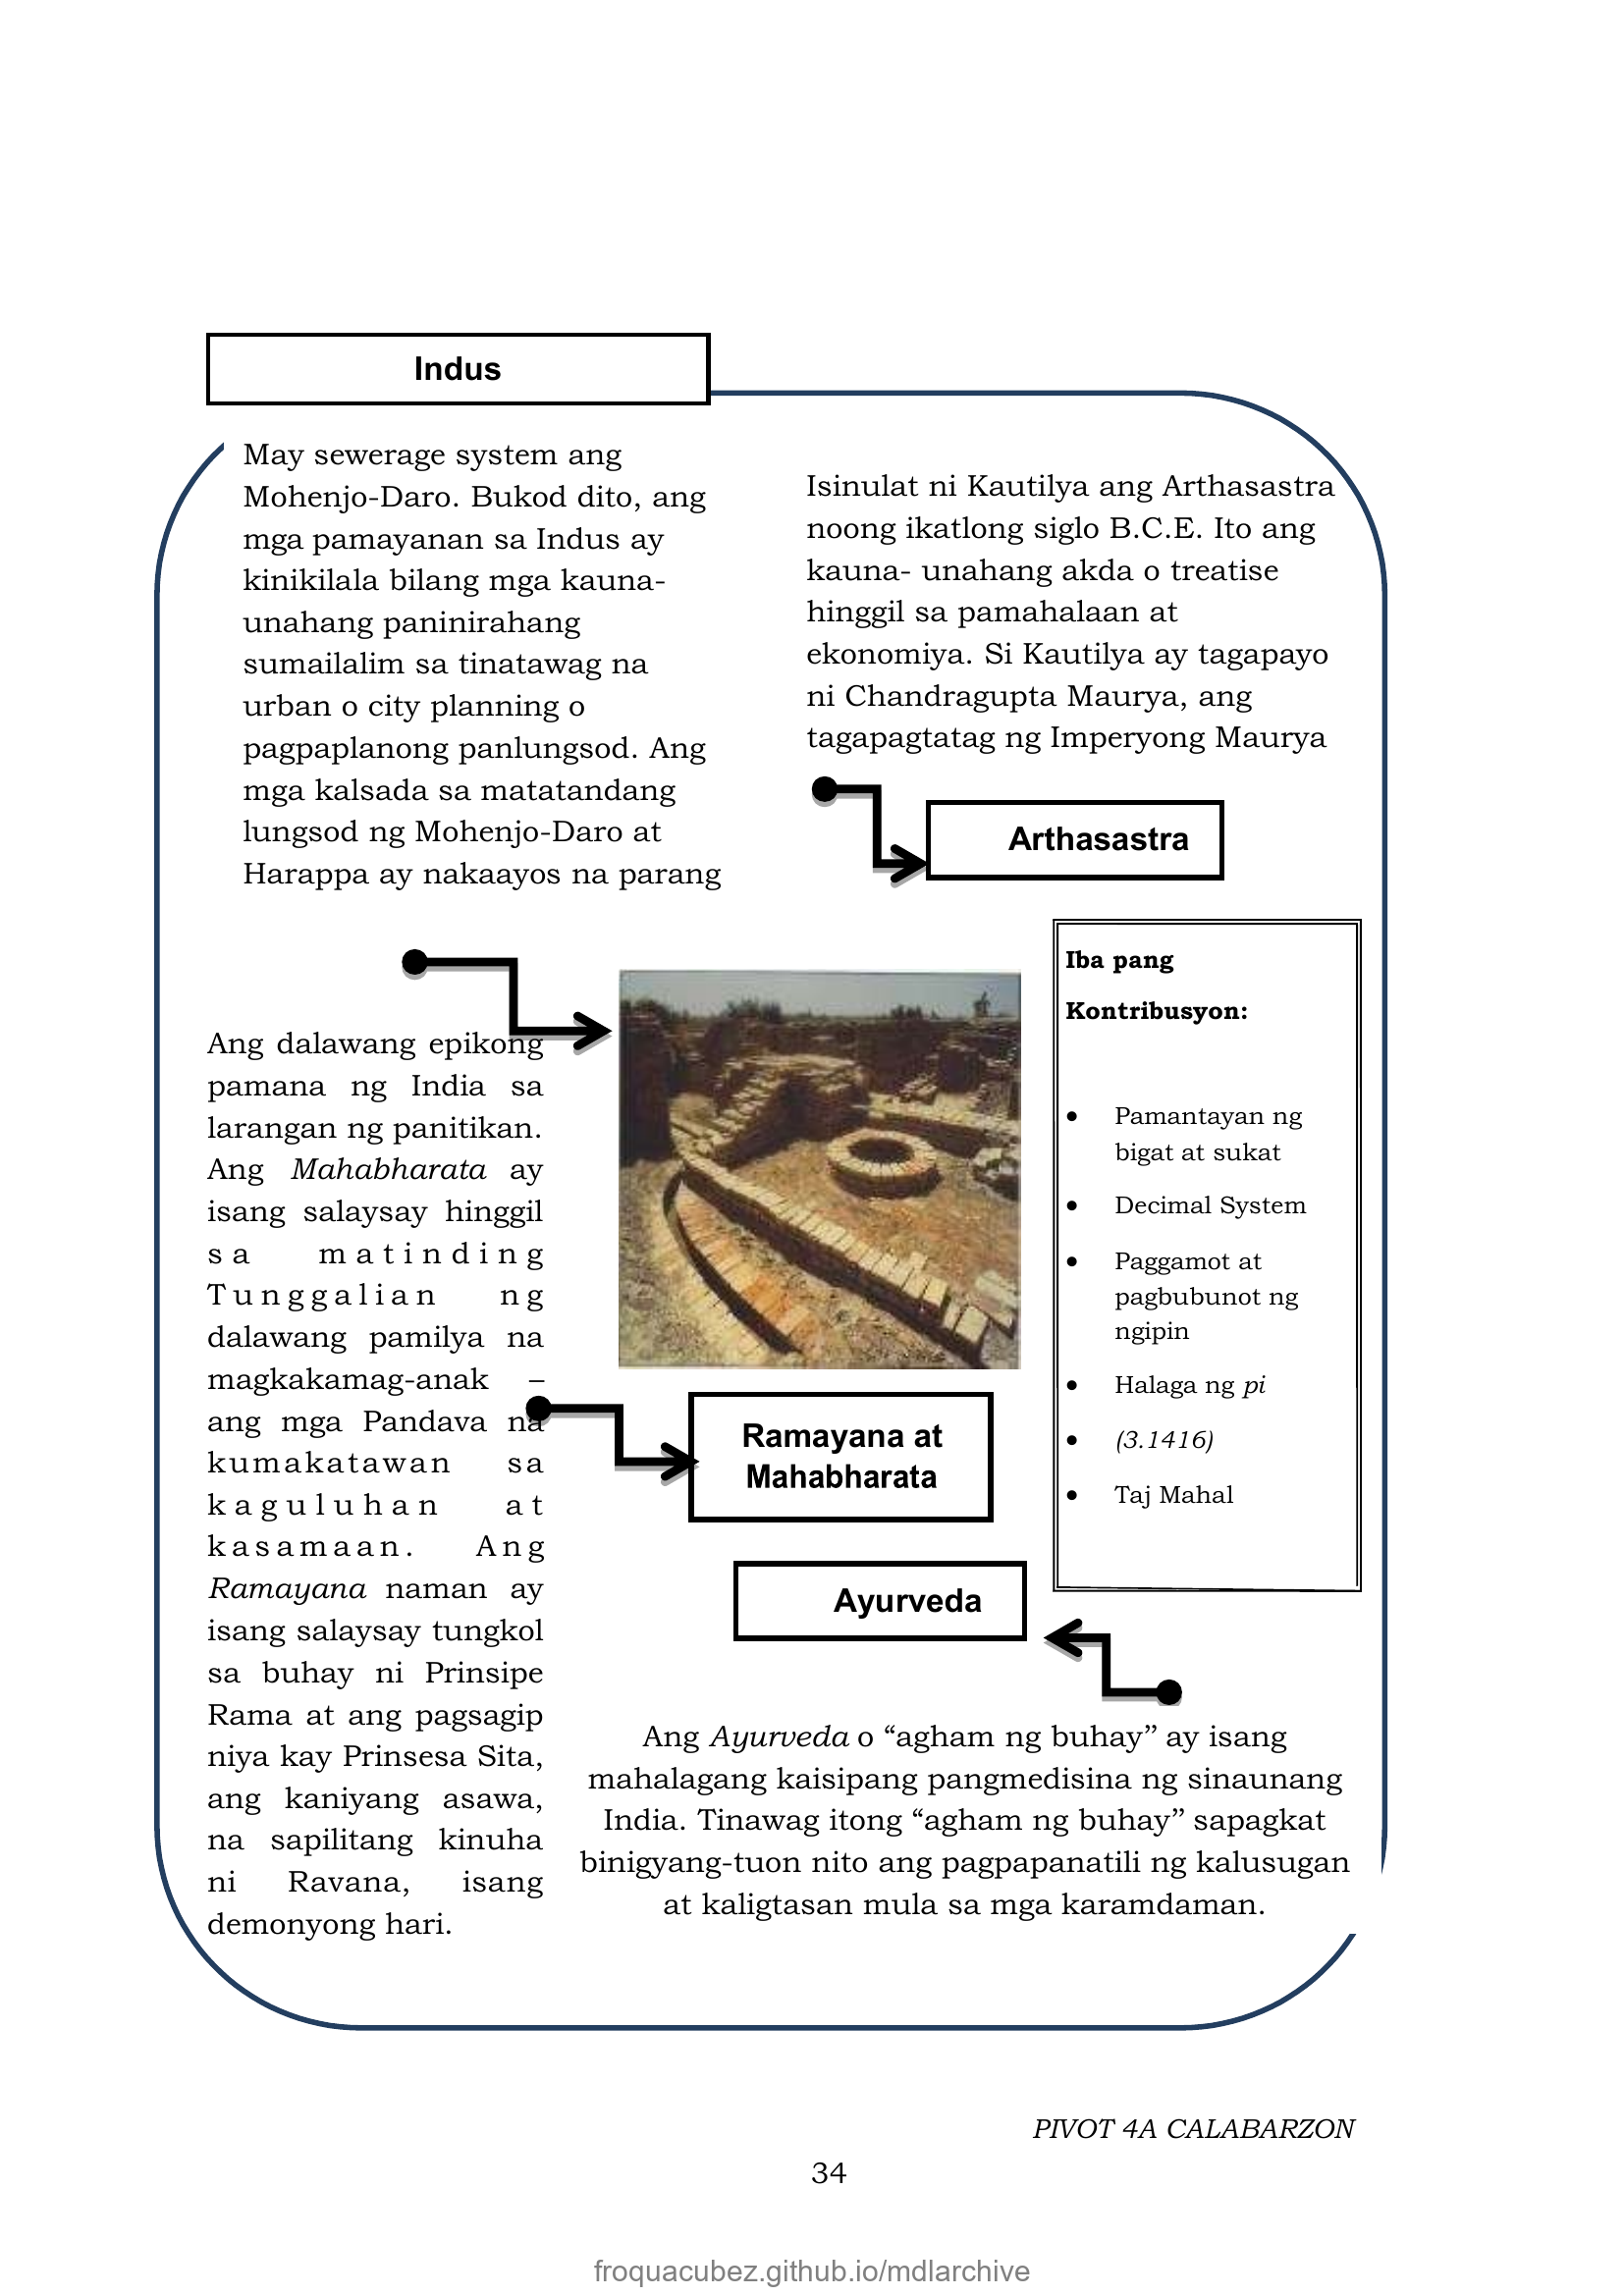 Indus
May sewerage system ang
Mohenjo-Daro. Bukod dito, ang
mga pamayanan sa Indus ay
kinikilala bilang mga kauna-
unahang paninirahang
sumailalim sa tinatawag na
urban o city planning o
pagpaplanong panlungsod. Ang
mga kalsada sa matatandang
lungsod ng Mohenjo-Daro at
Harappa ay nakaayos na parang
Isinulat ni Kautilya ang Arthasastra
noong ikatlong siglo B.C.E. Ito ang
kauna- unahang akda o treatise
hinggil sa pamahalaan at
ekonomiya. Si Kautilya ay tagapayo
ni Chandragupta Maurya, ang
tagapagtatag ng Imperyong Maurya
Arthasastra
Ang dalawang epikong
pamana ng India sa
larangan ng panitikan.
Ang Mahabharata ay
isang salaysay hinggil
sa matinding
Tunggalian ng
dalawang pamilya na
magkakamag-anak –
ang mga Pandava na
kumakatawan sa
kaguluhan at
kasamaan. Ang
Ramayana naman ay
isang salaysay tungkol
sa buhay ni Prinsipe
Rama at ang pagsagip
niya kay Prinsesa Sita,
ang kaniyang asawa,
na sapilitang kinuha
ni Ravana, isang
demonyong hari.
Iba pang
Kontribusyon:
• Pamantayan ng
bigat at sukat
• Decimal System
• Paggamot at
pagbubunot ng
ngipin
• Halaga ng pi
• (3.1416)
• Taj Mahal
Ramayana at
Mahabharata
Ayurveda
Ang Ayurveda o “agham ng buhay” ay isang
mahalagang kaisipang pangmedisina ng sinaunang
India. Tinawag itong “agham ng buhay” sapagkat
binigyang-tuon nito ang pagpapanatili ng kalusugan
at kaligtasan mula sa mga karamdaman.
PIVOT 4A CALABARZON
34
froquacubez.github.io/mdlarchive